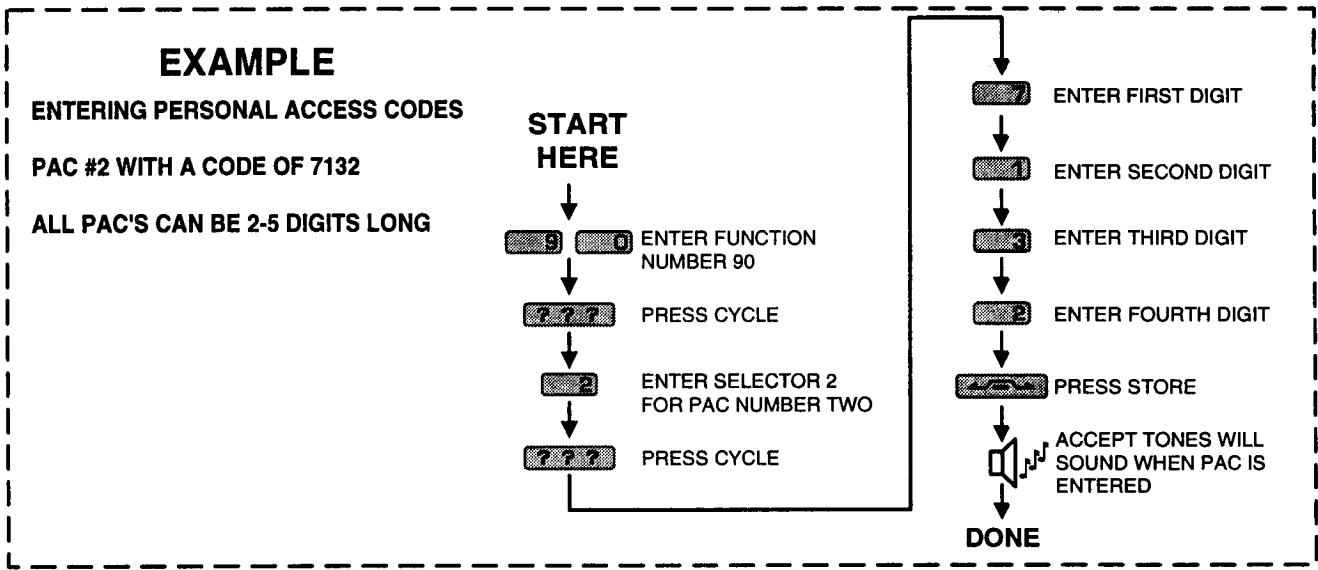 EXAMPLE
ENTERING PERSONAL ACCESS CODES
PAC #2 WITH A CODE OF 7132
ALL PAC'S CAN BE 2-5 DIGITS LONG
START
HERE
9 0 ENTER FUNCTION
NUMBER 90
? ? ? PRESS CYCLE
2 ENTER SELECTOR 2
FOR PAC NUMBER TWO
? ? ? PRESS CYCLE
7 ENTER FIRST DIGIT
1 ENTER SECOND DIGIT
3 ENTER THIRD DIGIT
2 ENTER FOURTH DIGIT
PRESS STORE
ACCEPT TONES WILL
SOUND WHEN PAC IS
ENTERED
DONE